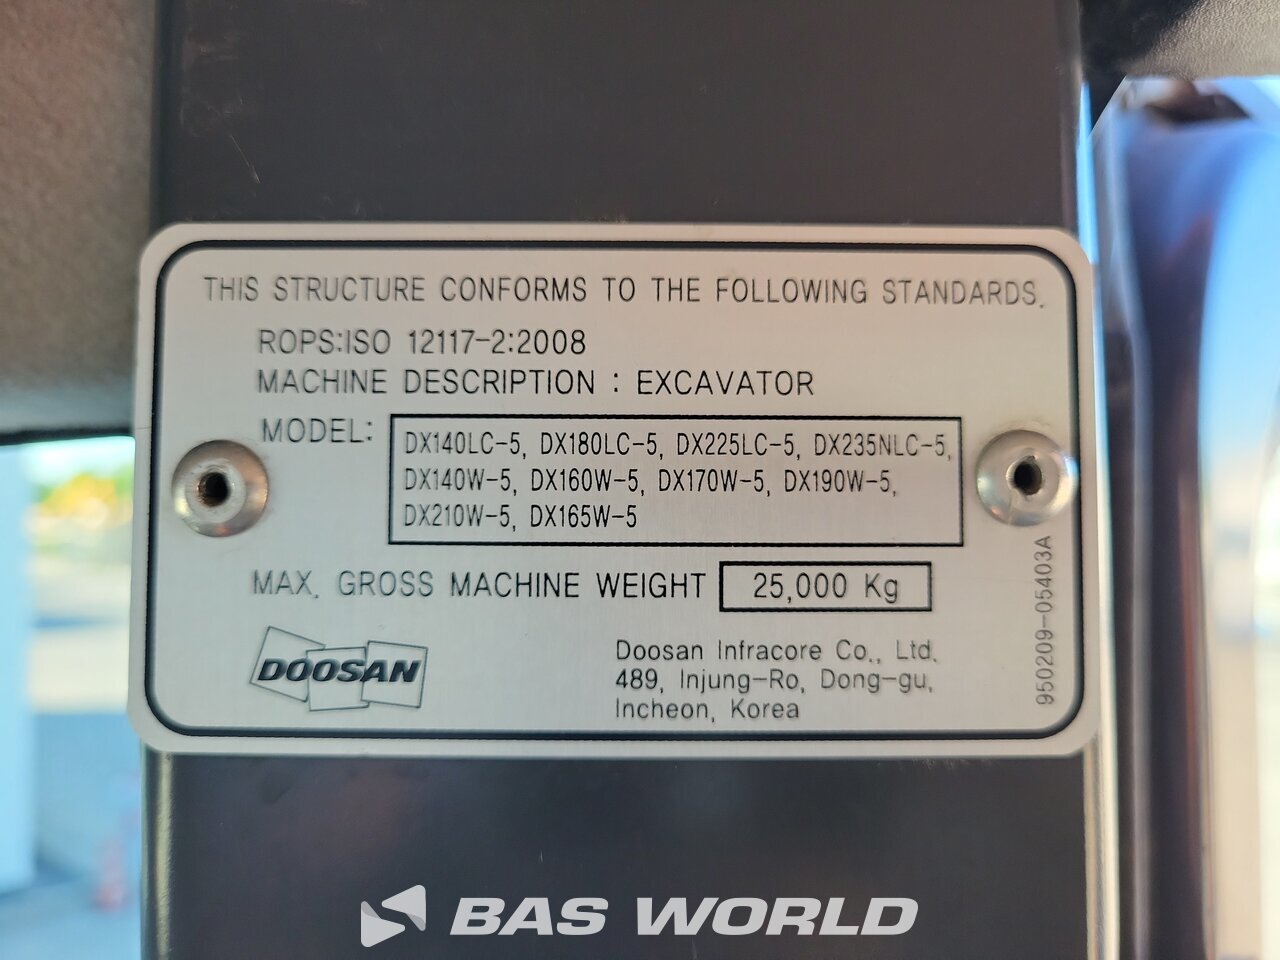 THIS STRUCTURE CONFORMS TO THE FOLLOWING STANDARDS.
ROPS:ISO 12117-2:2008
MACHINE DESCRIPTION : EXCAVATOR
MODEL:
DX140LC-5, DX180LC-5, DX225LC-5, DX235NLC-5,
DX140W-5, DX160W-5, DX170W-5, DX190W-5,
DX210W-5, DX165W-5
MAX. GROSS MACHINE WEIGHT 25,000 Kg
DOOSAN
Doosan Infracore Co., Ltd.
489, Injung-Ro, Dong-gu,
Incheon, Korea
950209-05403A
BAS WORLD